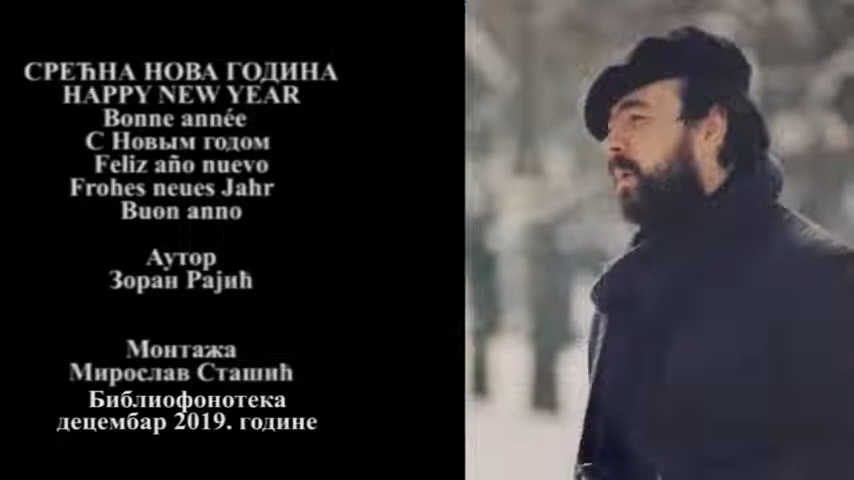 СРЕЋНА НОВА ГОДИНА
HAPPY NEW YEAR
Bonne année
С Новым годом
Feliz año nuevo
Frohes neues Jahr
Buon anno
Аутор
Зоран Рајић
Монтажа
Мирослав Сташић
Библиофонотека
децембар 2019. године